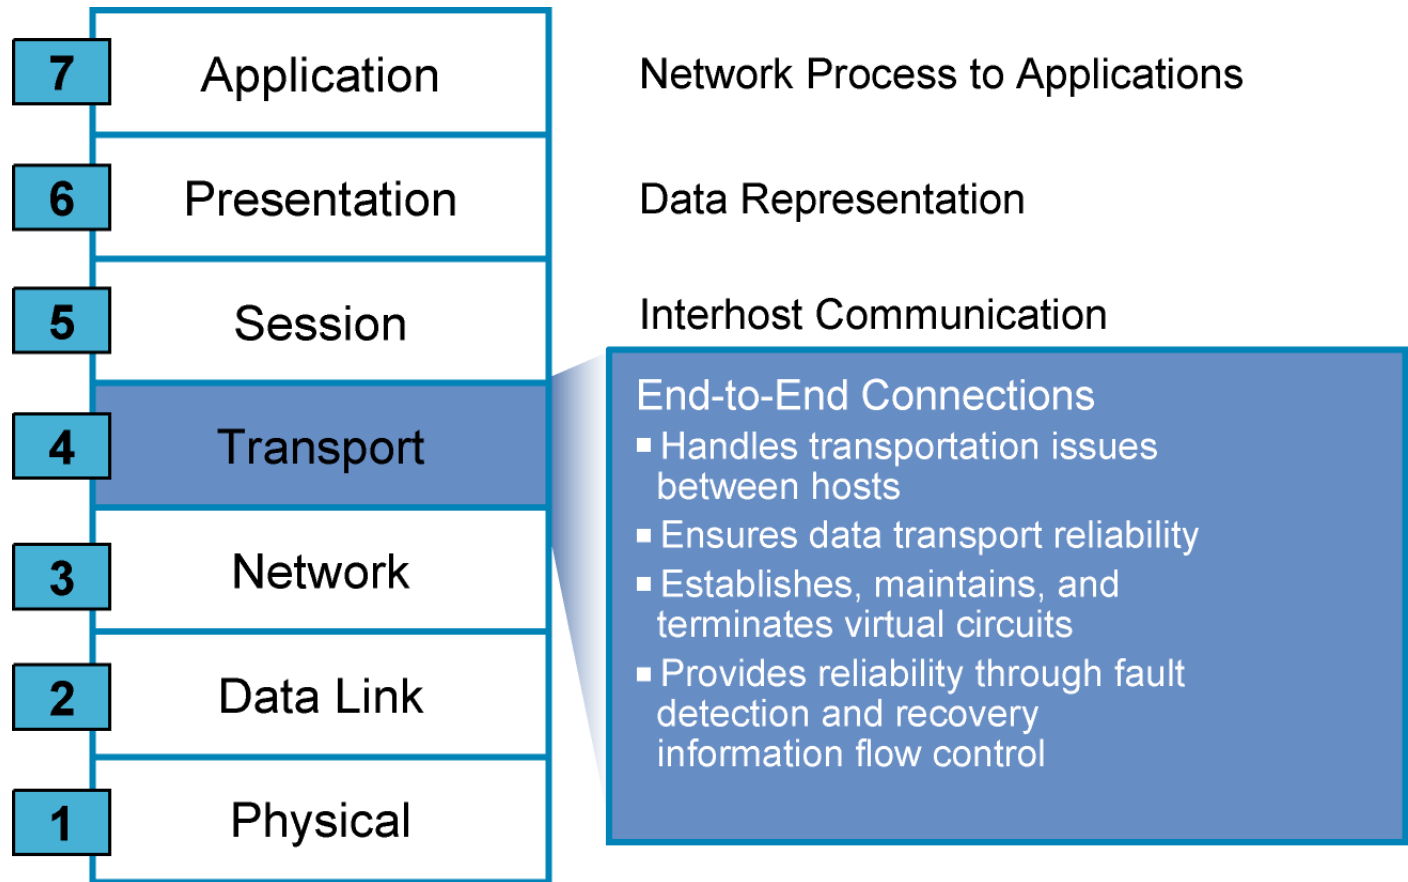 7 Application Network Process to Applications
6 Presentation Data Representation
5 Session Interhost Communication
4 Transport
End-to-End Connections
▪ Handles transportation issues
between hosts
▪ Ensures data transport reliability
▪ Establishes, maintains, and
terminates virtual circuits
▪ Provides reliability through fault
detection and recovery
information flow control
3 Network
2 Data Link
1 Physical